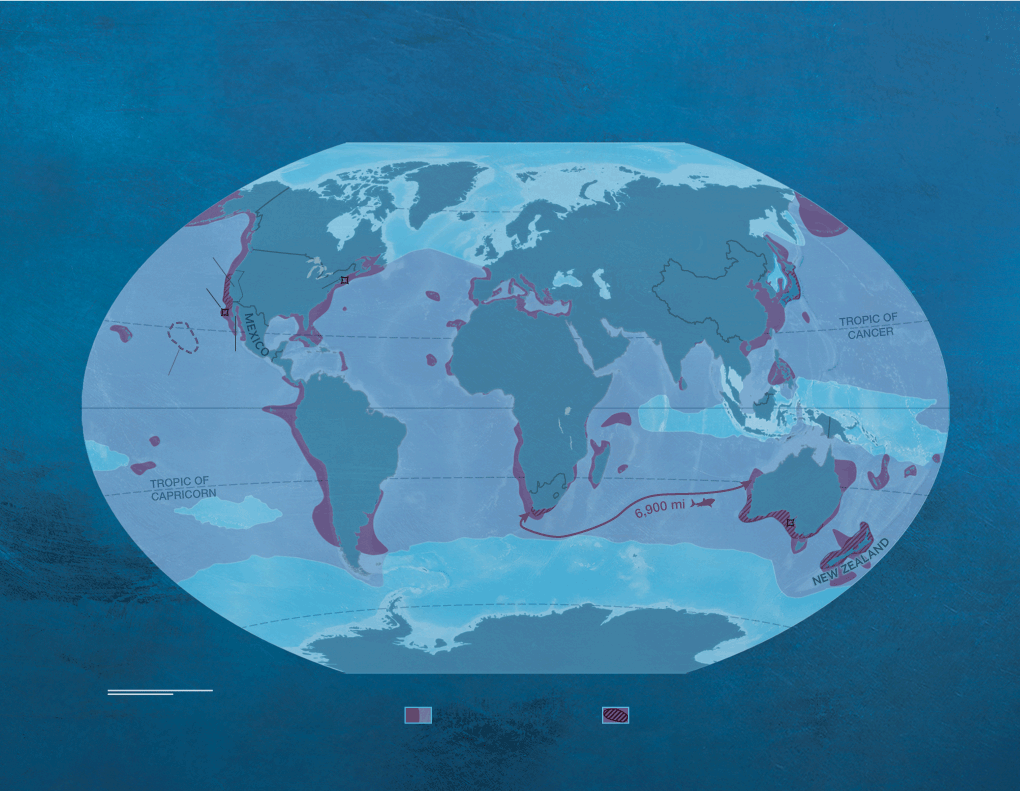 MEXICO
TROPIC OF
CANCER
TROPIC OF
CAPRICORN
6,900 mi
NEW ZEALAND